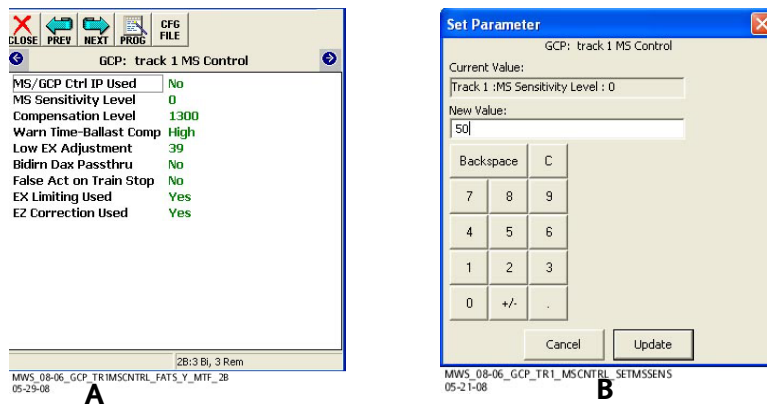 CLOSE PREV NEXT PROG CFG FILE
GCP: track 1 MS Control
MS/GCP Ctrl IP Used No
MS Sensitivity Level 0
Compensation Level 1300
Warn Time-Ballast Comp High
Low EX Adjustment 39
Bidirn Dax Passthru No
False Act on Train Stop No
EX Limiting Used Yes
EZ Correction Used Yes
2B:3 Bi, 3 Rem
MWS_08-06_GCP_TR1MSCNTRL_FATS_Y_MTF_2B
05-29-08
A
Set Parameter
GCP: track 1 MS Control
Current Value:
Track 1 :MS Sensitivity Level : 0
New Value:
50
Backspace C
7 8 9
4 5 6
1 2 3
0 +/- .
Cancel Update
MWS_08-06_GCP_TR1_MSCNTRL_SETMSSENS
05-21-08
B